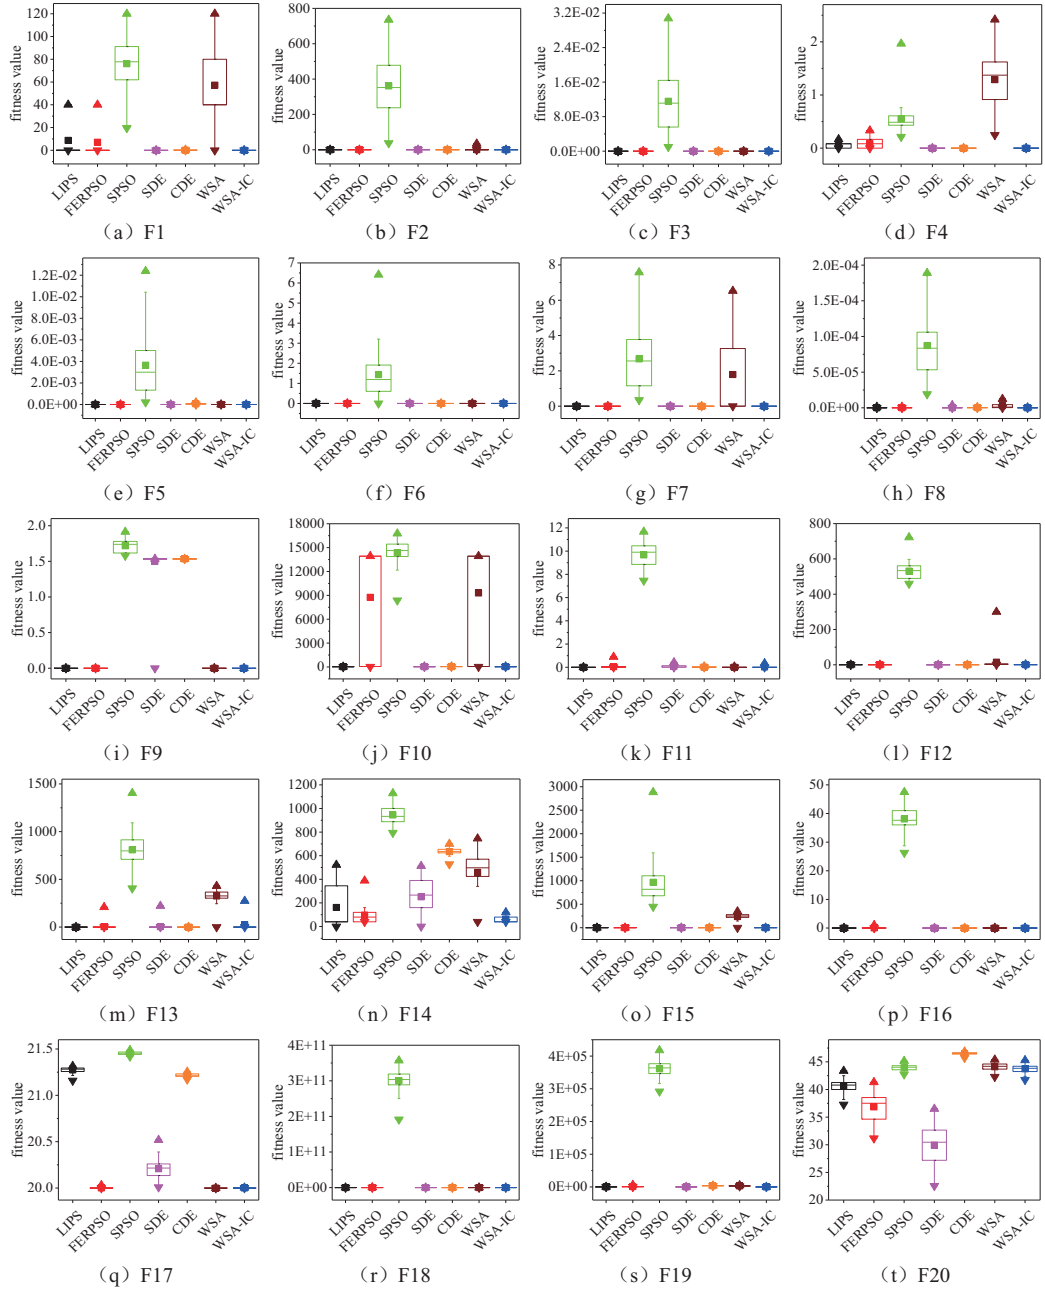 fitness value
120
100
80
60
40
20
0
LIPS
FERPSO
SPSO
SDE
CDE
WSA
WSA-IC
(a) F1
fitness value
800
600
400
200
0
LIPS
FERPSO
SPSO
SDE
CDE
WSA
WSA-IC
(b) F2
fitness value
3.2E-02
2.4E-02
1.6E-02
8.0E-03
0.0E+00
LIPS
FERPSO
SPSO
SDE
CDE
WSA
WSA-IC
(c) F3
fitness value
2
1
0
LIPS
FERPSO
SPSO
SDE
CDE
WSA
WSA-IC
(d) F4
fitness value
1.2E-02
1.0E-02
8.0E-03
6.0E-03
4.0E-03
2.0E-03
0.0E+00
LIPS
FERPSO
SPSO
SDE
CDE
WSA
WSA-IC
(e) F5
fitness value
7
6
5
4
3
2
1
0
LIPS
FERPSO
SPSO
SDE
CDE
WSA
WSA-IC
(f) F6
fitness value
8
6
4
2
0
LIPS
FERPSO
SPSO
SDE
CDE
WSA
WSA-IC
(g) F7
fitness value
2.0E-04
1.5E-04
1.0E-04
5.0E-05
0.0E+00
LIPS
FERPSO
SPSO
SDE
CDE
WSA
WSA-IC
(h) F8
fitness value
2.0
1.5
1.0
0.5
0.0
LIPS
FERPSO
SPSO
SDE
CDE
WSA
WSA-IC
(i) F9
fitness value
18000
15000
12000
9000
6000
3000
0
LIPS
FERPSO
SPSO
SDE
CDE
WSA
WSA-IC
(j) F10
fitness value
12
10
8
6
4
2
0
LIPS
FERPSO
SPSO
SDE
CDE
WSA
WSA-IC
(k) F11
fitness value
800
600
400
200
0
LIPS
FERPSO
SPSO
SDE
CDE
WSA
WSA-IC
(l) F12
fitness value
1500
1000
500
0
LIPS
FERPSO
SPSO
SDE
CDE
WSA
WSA-IC
(m) F13
fitness value
1200
1000
800
600
400
200
0
LIPS
FERPSO
SPSO
SDE
CDE
WSA
WSA-IC
(n) F14
fitness value
3000
2500
2000
1500
1000
500
0
LIPS
FERPSO
SPSO
SDE
CDE
WSA
WSA-IC
(o) F15
fitness value
50
40
30
20
10
0
LIPS
FERPSO
SPSO
SDE
CDE
WSA
WSA-IC
(p) F16
fitness value
21.5
21.0
20.5
20.0
LIPS
FERPSO
SPSO
SDE
CDE
WSA
WSA-IC
(q) F17
fitness value
4E+11
3E+11
2E+11
1E+11
0E+00
LIPS
FERPSO
SPSO
SDE
CDE
WSA
WSA-IC
(r) F18
fitness value
4E+05
3E+05
3E+05
2E+05
2E+05
1E+05
5E+04
0E+00
LIPS
FERPSO
SPSO
SDE
CDE
WSA
WSA-IC
(s) F19
fitness value
45
40
35
30
25
20
LIPS
FERPSO
SPSO
SDE
CDE
WSA
WSA-IC
(t) F20